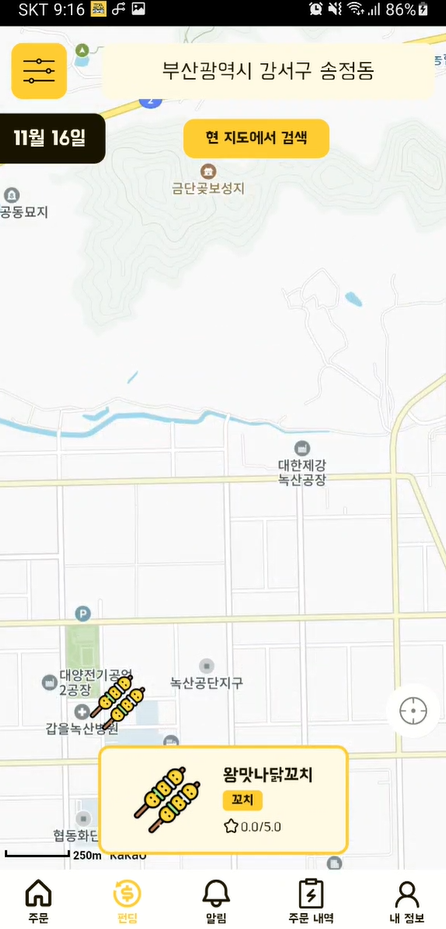 SKT 9:16 86%
부산광역시 강서구 송정동
2
11월 16일
현 지도에서 검색
금단곶보성지
공동묘지
대한제강
녹산공장
P
대양전기공업
2공장
녹산공단지구
갑을녹산병원
왕맛나닭꼬치
꼬치
0.0/5.0
협동화단
250m kakao
주문
펀딩
알림
주문 내역
내 정보